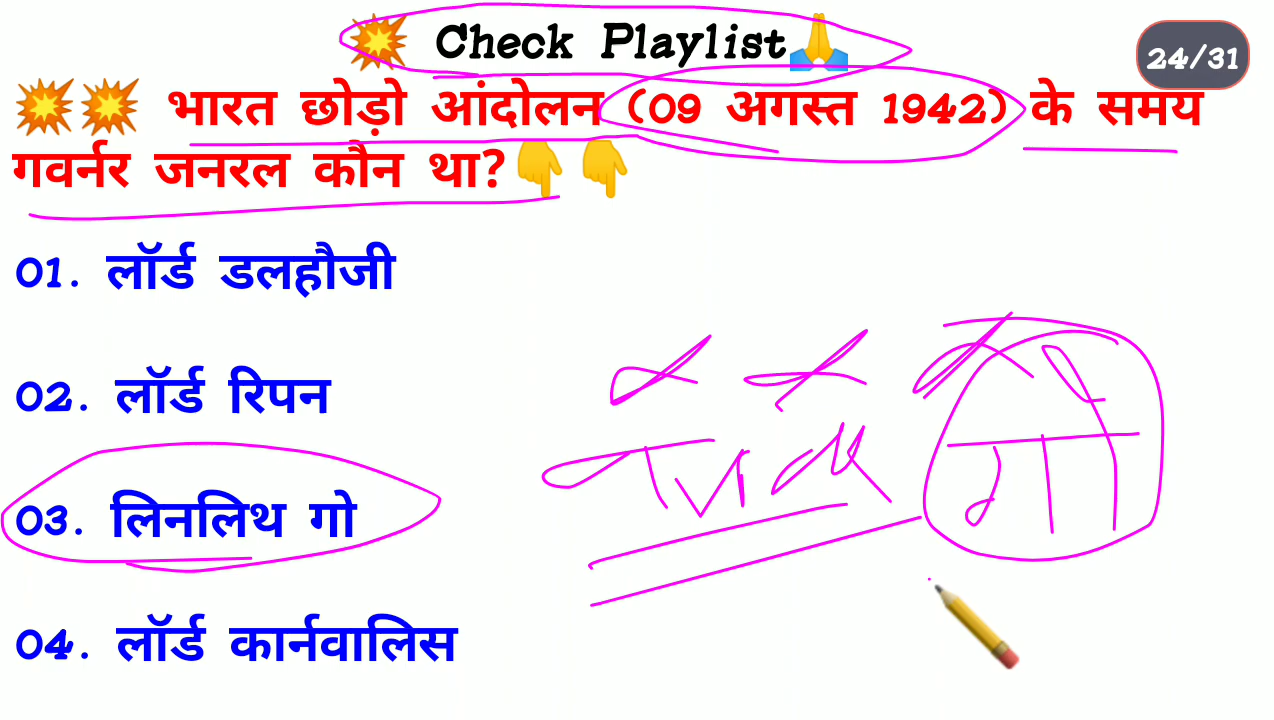 💥 Check Playlist🙏
24/31
💥💥 भारत छोड़ो आंदोलन (09 अगस्त 1942) के समय
गवर्नर जनरल कौन था?👇👇
01. लॉर्ड डलहौजी
02. लॉर्ड रिपन
03. लिनलिथ गो
04. लॉर्ड कार्नवालिस